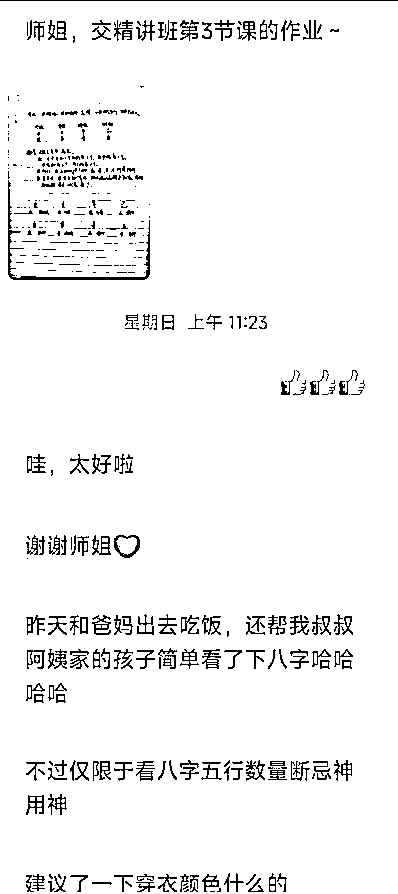 师姐，交精讲班第3节课的作业～
星期日 上午 11:23
哇，太好啦
谢谢师姐
昨天和爸妈出去吃饭，还帮我叔叔
阿姨家的孩子简单看了下八字哈哈
哈哈
不过仅限于看八字五行数量断忌神
用神
建议了一下穿衣颜色什么的